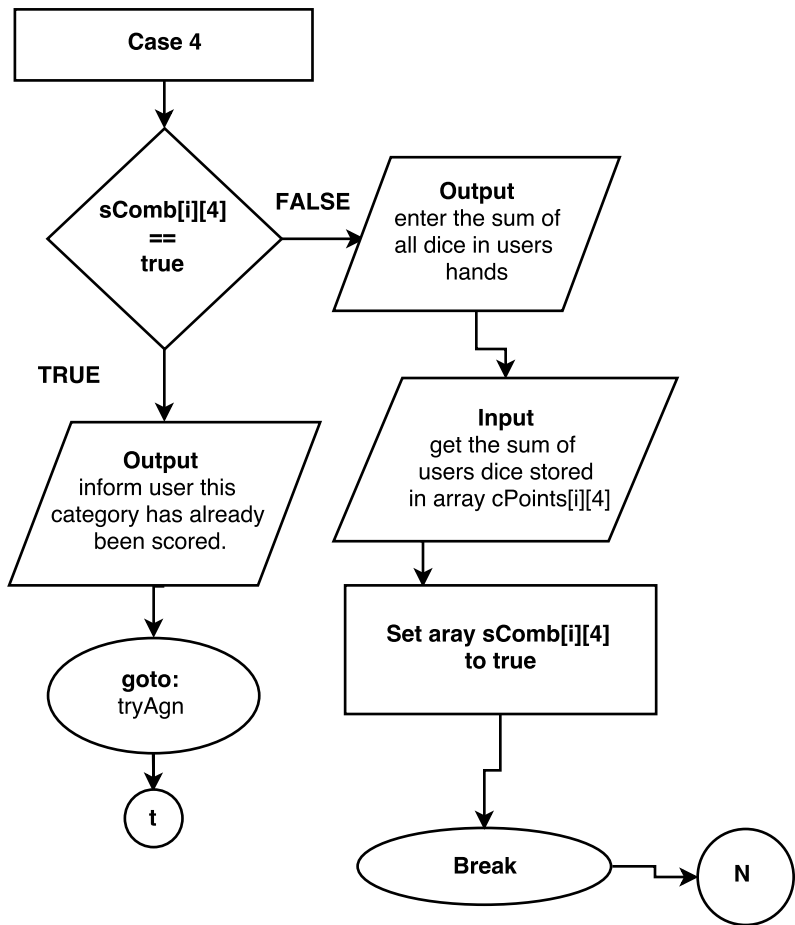 Case 4
sComb[i][4]
==
true
FALSE
Output
enter the sum of
all dice in users
hands
TRUE
Output
inform user this
category has already
been scored.
Input
get the sum of
users dice stored
in array cPoints[i][4]
goto:
tryAgn
t
Set aray sComb[i][4]
to true
Break
N